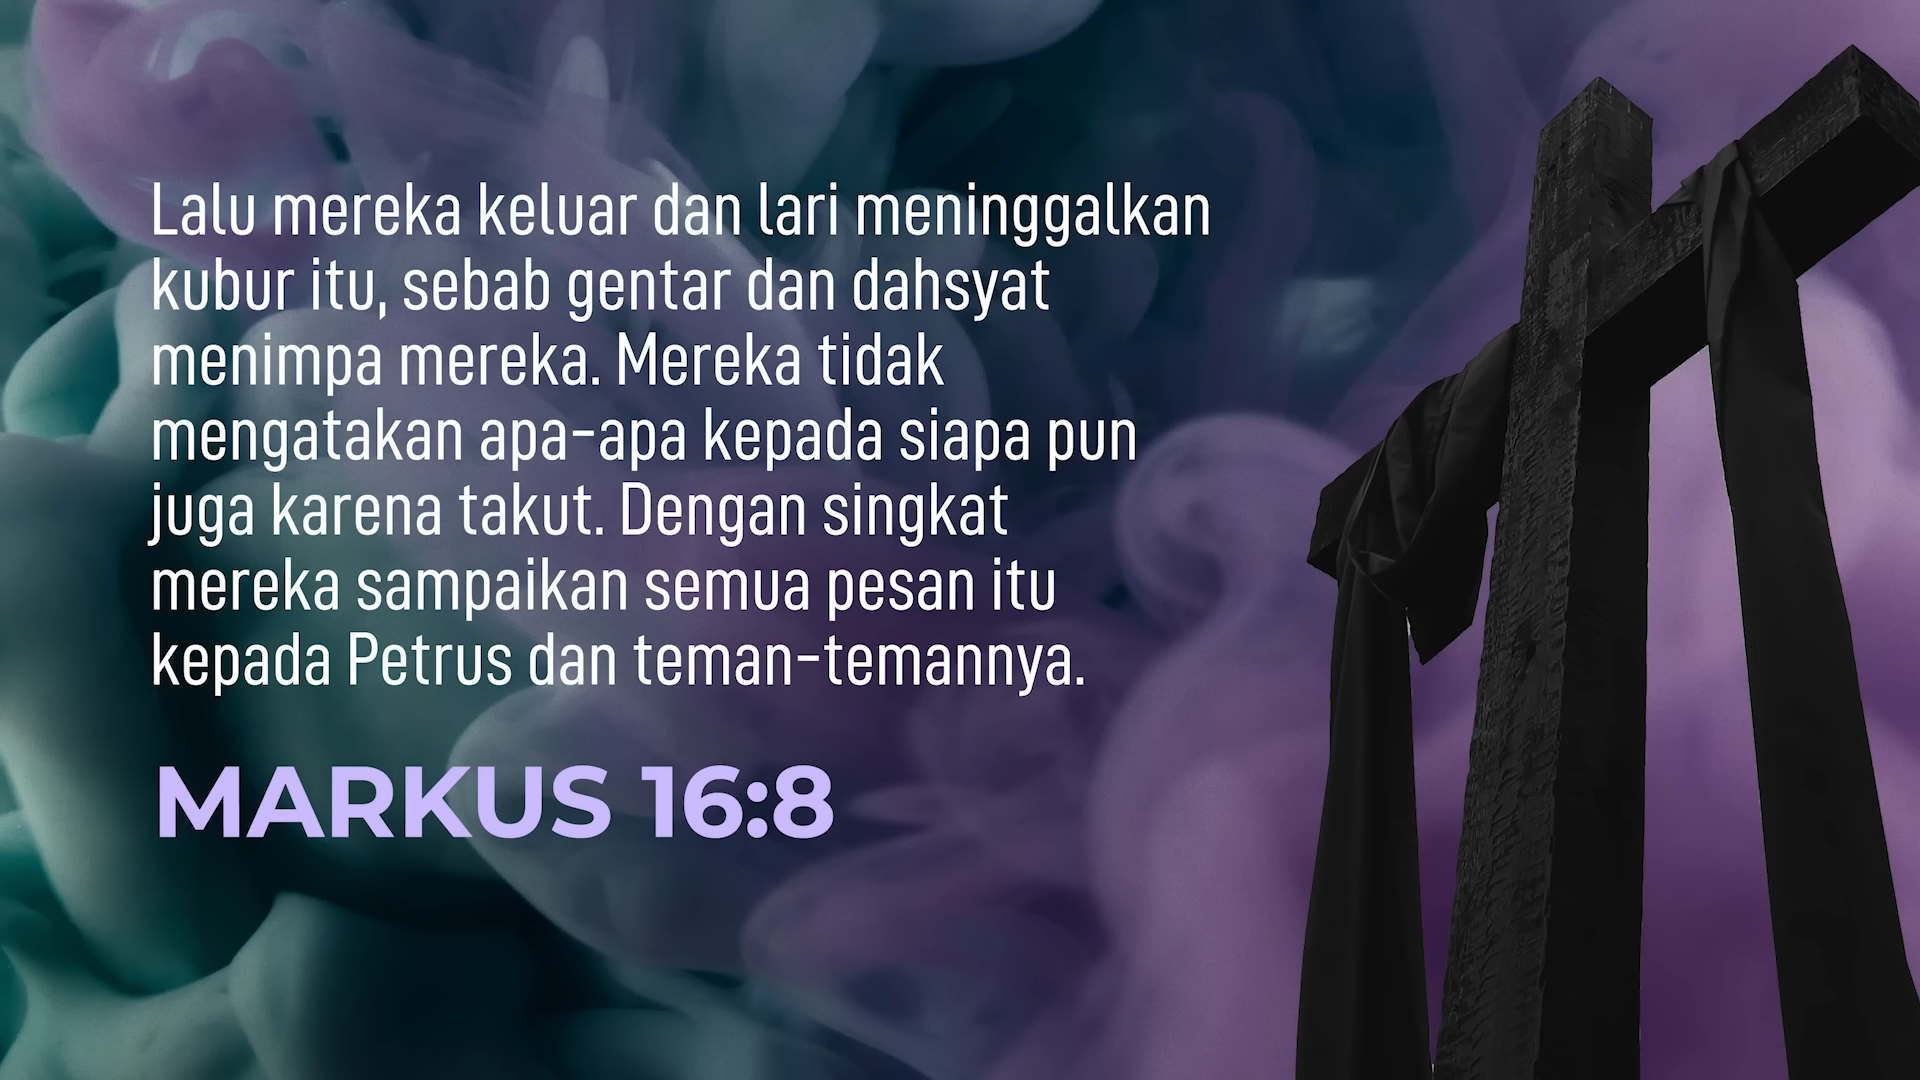 Lalu mereka keluar dan lari meninggalkan
kubur itu, sebab gentar dan dahsyat
menimpa mereka. Mereka tidak
mengatakan apa-apa kepada siapa pun
juga karena takut. Dengan singkat
mereka sampaikan semua pesan itu
kepada Petrus dan teman-temannya.
MARKUS 16:8